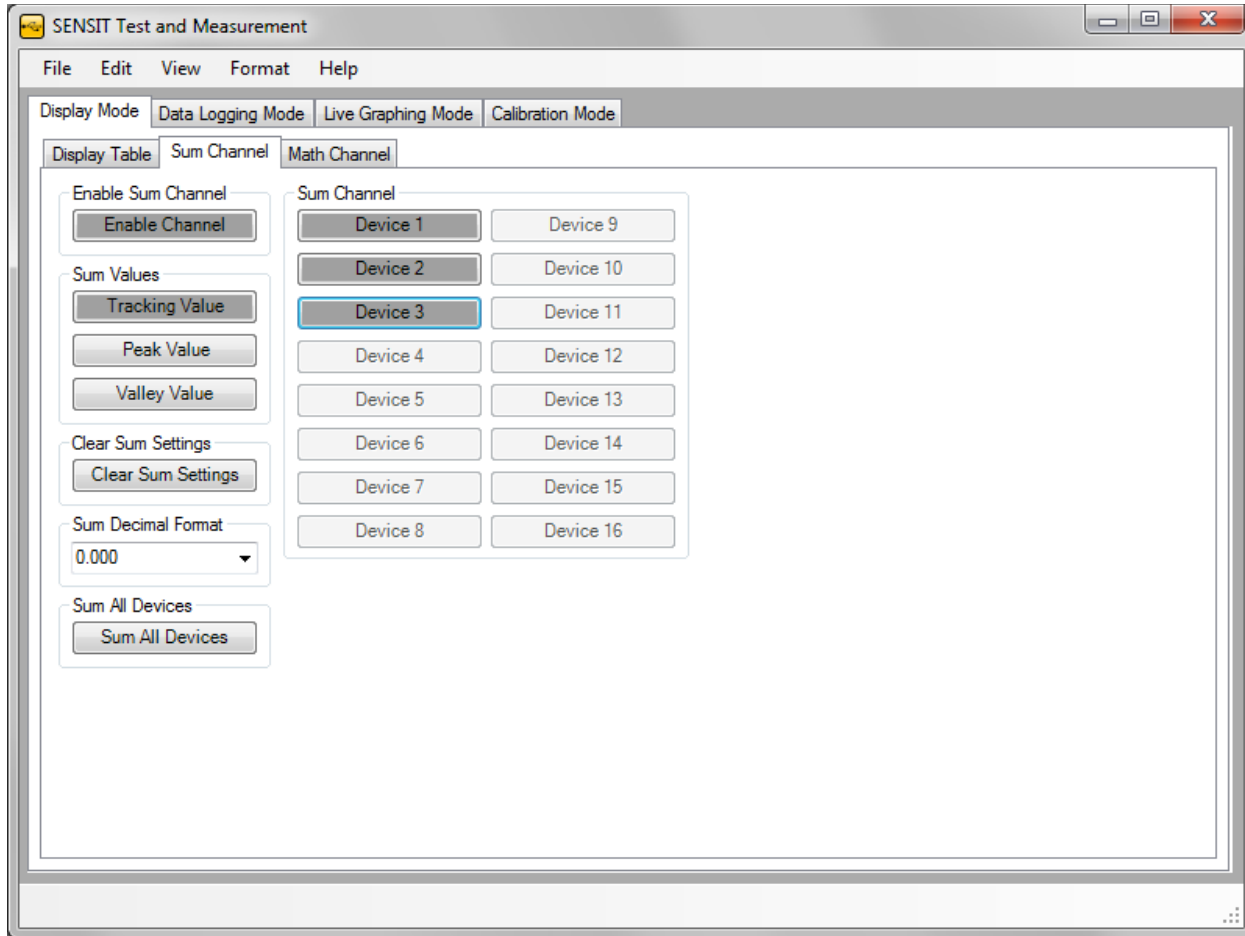 SENSIT Test and Measurement
File Edit View Format Help
Display Mode Data Logging Mode Live Graphing Mode Calibration Mode
Display Table Sum Channel Math Channel
Enable Sum Channel
Enable Channel
Sum Values
Tracking Value
Peak Value
Valley Value
Clear Sum Settings
Clear Sum Settings
Sum Decimal Format
0.000
Sum All Devices
Sum All Devices
Sum Channel
Device 1 Device 9
Device 2 Device 10
Device 3 Device 11
Device 4 Device 12
Device 5 Device 13
Device 6 Device 14
Device 7 Device 15
Device 8 Device 16